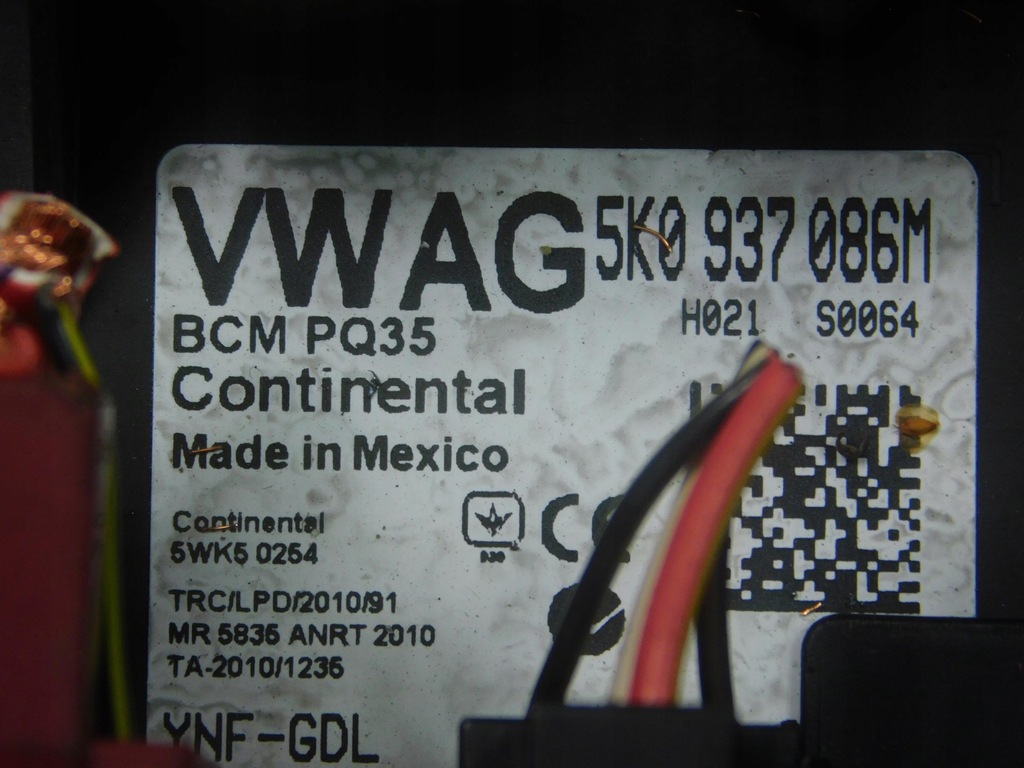 VWAG 5K0 937 086M
H021 S0064
BCM PQ35
Continental
Made in Mexico
Continental
5WK5 0254
TRC/LPD/2010/91
MR 5835 ANRT 2010
TA-2010/1235
YNF-GDL